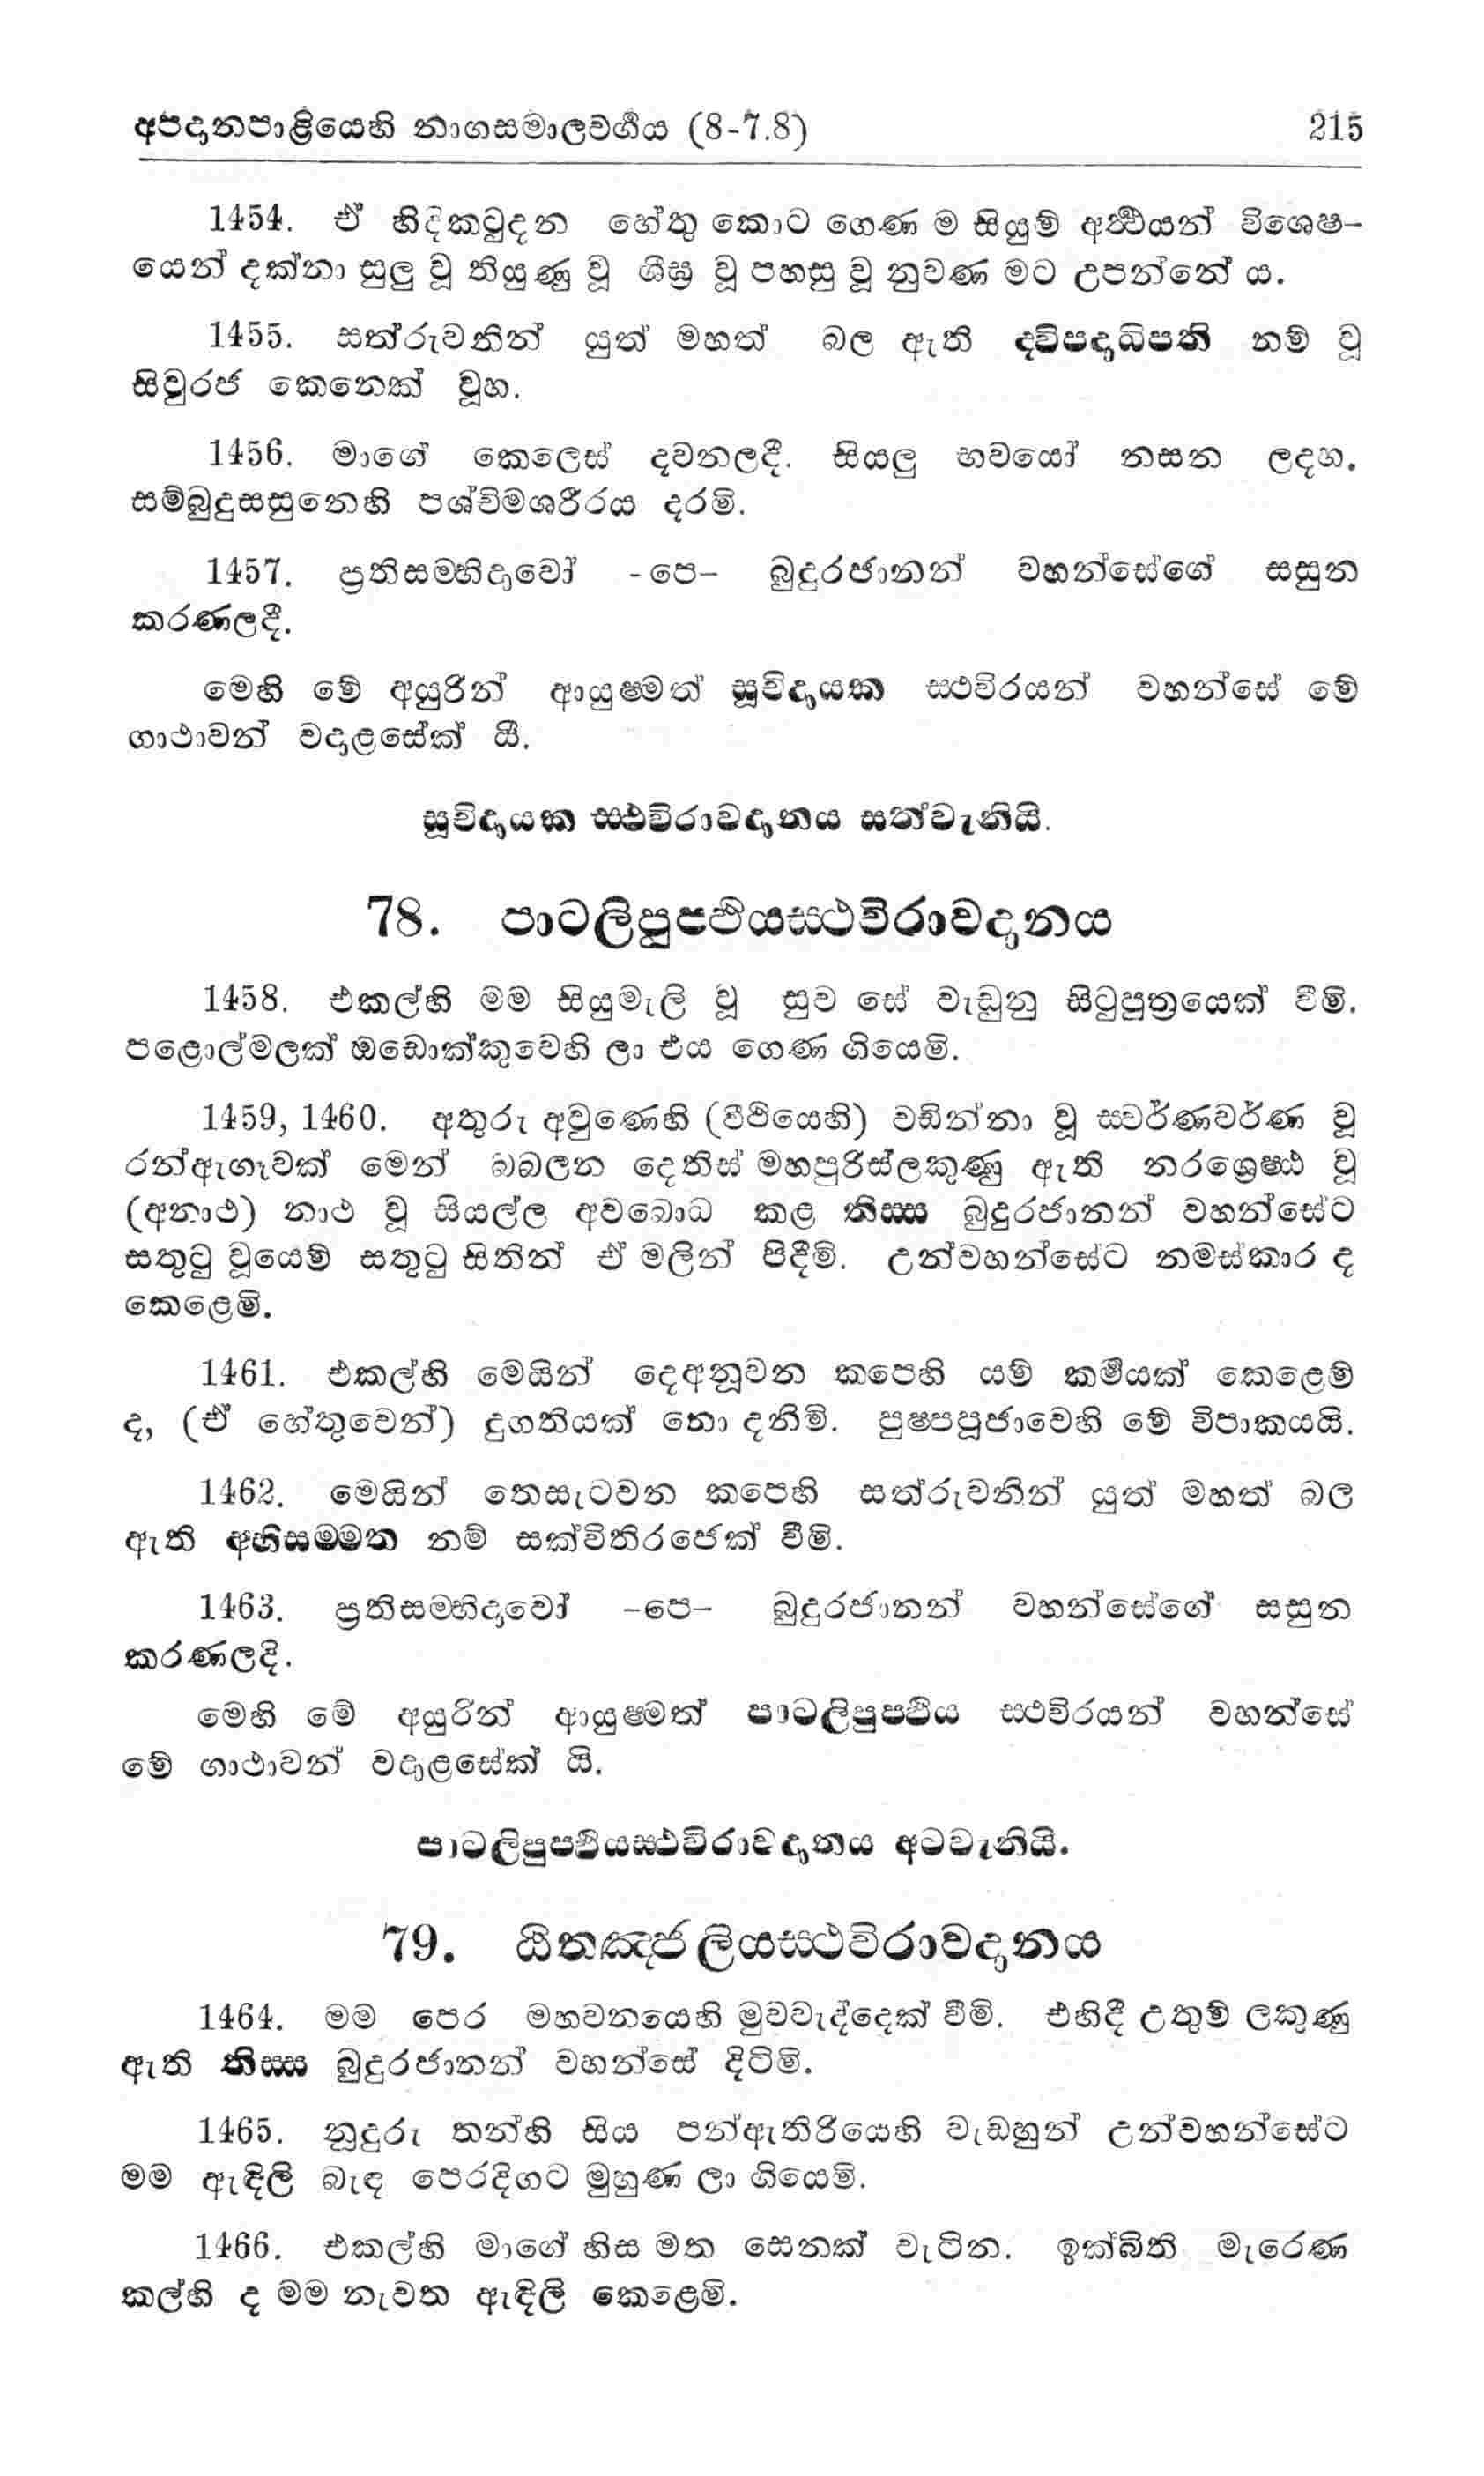 අපදානපාළියෙහි නාගසමාලවර්ගය (8-7.8) 215
1454. ඒ හිඳිකටුදන හේතු කොට ගෙණ ම සියුම් අර්ත්ථයන් විශෙෂ-
යෙන් දක්නා සුලු වූ තියුණු වූ ශීඝ්‍ර වූ පහසු වූ නුවණ මට උපන්නේ ය.
1455. සත්රුවනින් යුත් මහත් බල ඇති ද්විපදාධිපති නම් වූ
සිවුරජ කෙනෙක් වූහ.
1456. මාගේ කෙලෙස් දවනලදී. සියලු භවයෝ නසන ලදහ.
සම්බුදුසසුනෙහි පශ්චිමශරීරය දරමි.
1457. ප්‍රතිසම්භිදාවෝ -පෙ- බුදුරජානන් වහන්සේගේ සසුන
කරණලදී.
මෙහි මේ අයුරින් ආයුෂ්මත් සූචිදායක ස්ථවිරයන් වහන්සේ මේ
ගාථාවන් වදාළසේක් යී.
සූචිදායක ස්ථවිරාවදානය සත්වැනියි.
78. පාටලිපුප්ඵියස්ථවිරාවදානය
1458. එකල්හි මම සියුමැලි වූ සුව සේ වැඩුනු සිටුපුත්‍රයෙක් වීමි.
පළොල්මලක් ඔඩොක්කුවෙහි ලා එය ගෙණ ගියෙමි.
1459, 1460. අතුරු අවුණෙහි (වීථියෙහි) වඩින්නා වූ ස්වර්ණවර්ණ වූ
රන්ඇගෑවක් මෙන් බබලන දෙතිස් මහපුරිස්ලකුණු ඇති නරශ්‍රෙෂ්ඨ වූ
(අනාථ) නාථ වූ සියල්ල අවබොධ කළ තිස්ස බුදුරජානන් වහන්සේට
සතුටු වූයෙම් සතුටු සිතින් ඒ මලින් පිදීමි. උන්වහන්සේට නමස්කාර ද
කෙළෙමි.
1461. එකල්හි මෙයින් දෙඅනූවන කපෙහි යම් කර්මයක් කෙළෙම්
ද, (ඒ හේතුවෙන්) දුගතියක් නො දනිමි. පුෂ්පපූජාවෙහි මේ විපාකයයි.
1462. මෙයින් තෙසැටවන කපෙහි සත්රුවනින් යුත් මහත් බල
ඇති අභිසම්මත නම් සක්විතිරජෙක් වීමි.
1463. ප්‍රතිසම්භිදාවෝ -පෙ- බුදුරජානන් වහන්සේගේ සසුන
කරණලදි.
මෙහි මේ අයුරින් ආයුෂ්මත් පාටලිපුප්ඵිය ස්ථවිරයන් වහන්සේ
මේ ගාථාවන් වදාළසේක් යි.
පාටලිපුප්ඵියස්ථවිරාවදානය අටවැනියි.
79. ඨිතඤ්ජලියස්ථවිරාවදානය
1464. මම පෙර මහවනයෙහි මුවවැද්දෙක් වීමි. එහිදී උතුම් ලකුණු
ඇති තිස්ස බුදුරජානන් වහන්සේ දිටිමි.
1465. නුදුරු තන්හි සිය පන්ඇතිරියෙහි වැඩහුන් උන්වහන්සේට
මම ඇඳිලි බැඳ පෙරදිගට මුහුණ ලා ගියෙමි.
1466. එකල්හි මාගේ හිස මත සෙනක් වැටින. ඉක්බිති මැරෙණ
කල්හි ද මම නැවත ඇඳිලි කෙළෙමි.